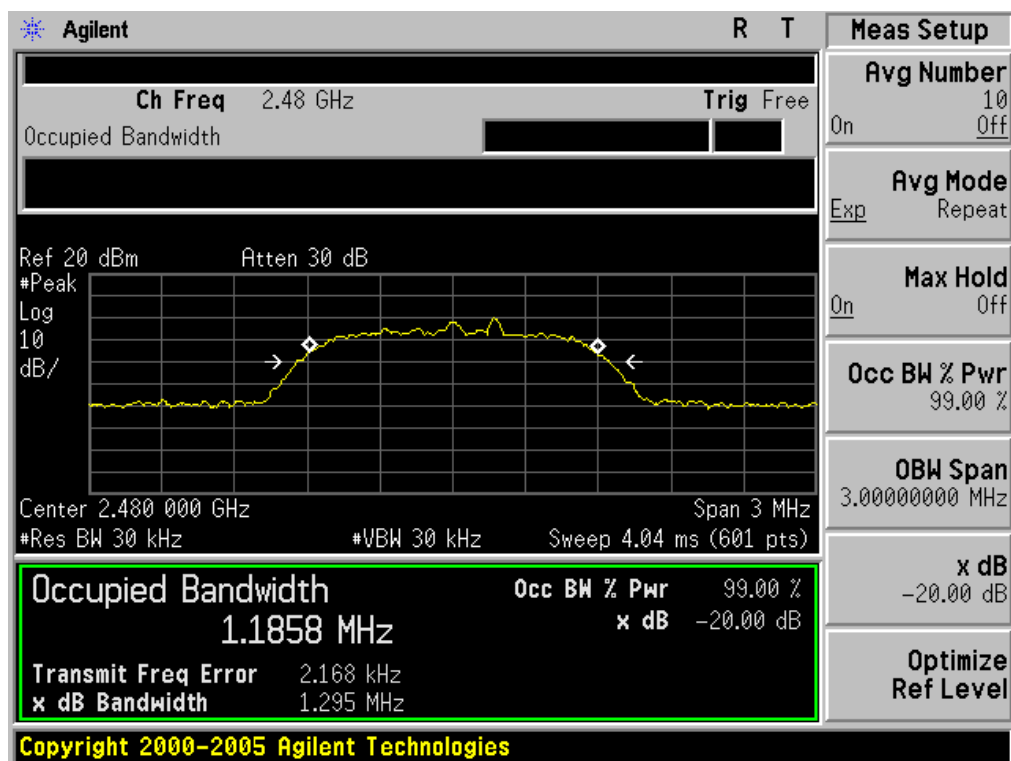 Agilent R T
Ch Freq 2.48 GHz Trig Free
Occupied Bandwidth
Ref 20 dBm Atten 30 dB
#Peak
Log
10
dB/
Center 2.480 000 GHz Span 3 MHz
#Res BW 30 kHz #VBW 30 kHz Sweep 4.04 ms (601 pts)
Occupied Bandwidth
1.1858 MHz
Occ BW % Pwr 99.00 %
x dB -20.00 dB
Transmit Freq Error 2.168 kHz
x dB Bandwidth 1.295 MHz
Copyright 2000-2005 Agilent Technologies
Meas Setup
Avg Number
10
On Off
Avg Mode
Exp Repeat
Max Hold
On Off
Occ BW % Pwr
99.00 %
OBW Span
3.00000000 MHz
x dB
-20.00 dB
Optimize
Ref Level